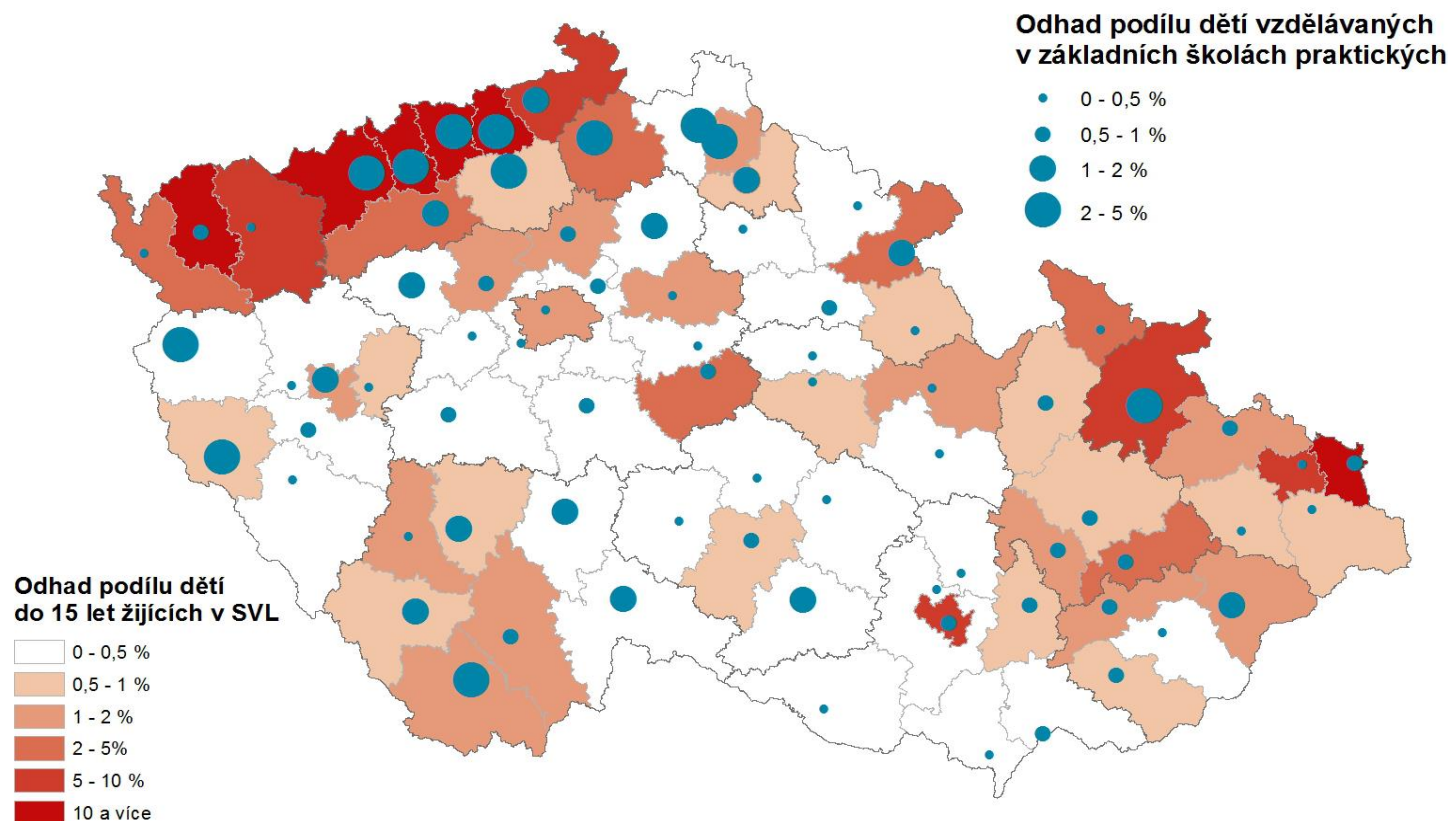 Odhad podílu dětí vzdělávaných
v základních školách praktických
0 - 0,5 %
0,5 - 1 %
1 - 2 %
2 - 5 %
Odhad podílu dětí
do 15 let žijících v SVL
0 - 0,5 %
0,5 - 1 %
1 - 2 %
2 - 5%
5 - 10 %
10 a více